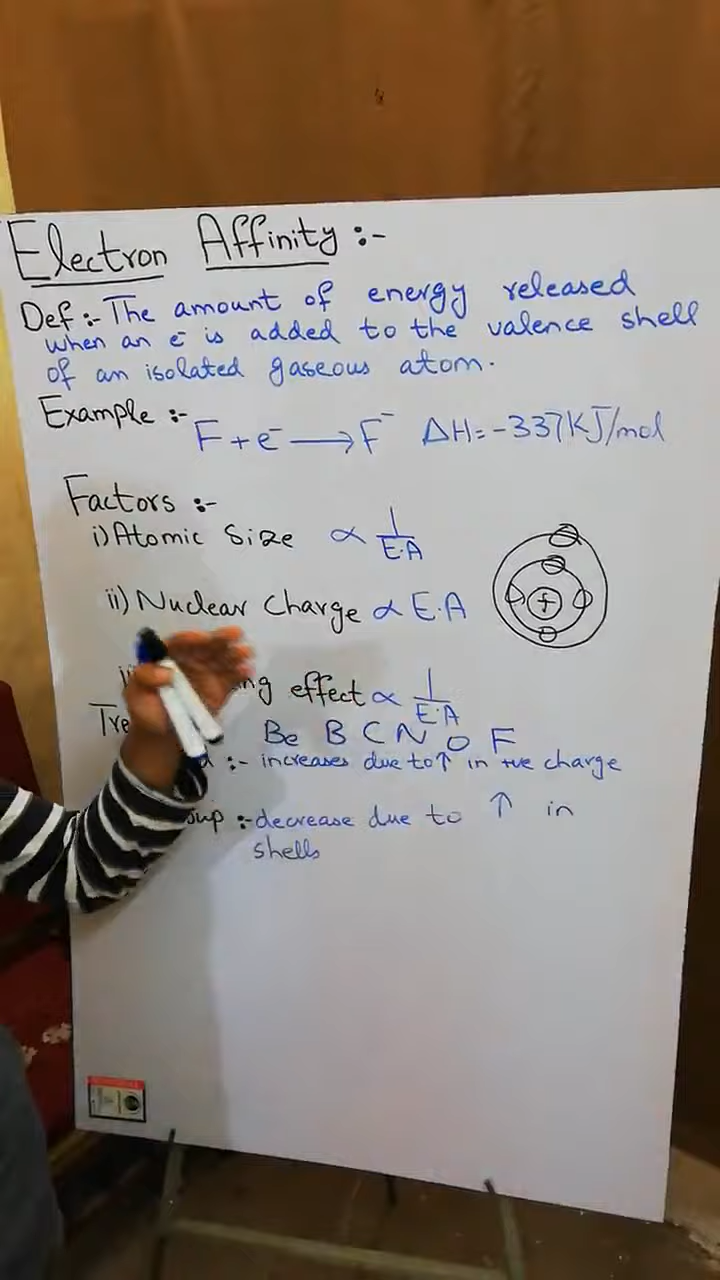 Electron Affinity :-
Def :- The amount of energy released
when an e⁻ is added to the valence shell
of an isolated gaseous atom.
Example :- F + e⁻ ⟶ F⁻ ΔH = -337KJ/mol
Factors :-
i) Atomic Size ∝ 1/E.A
ii) Nuclear Charge ∝ E.A
+
effect ∝ 1/E.A
Be B C N O F
:- increases due to ↑ in +ve charge
:- decrease due to ↑ in
shells